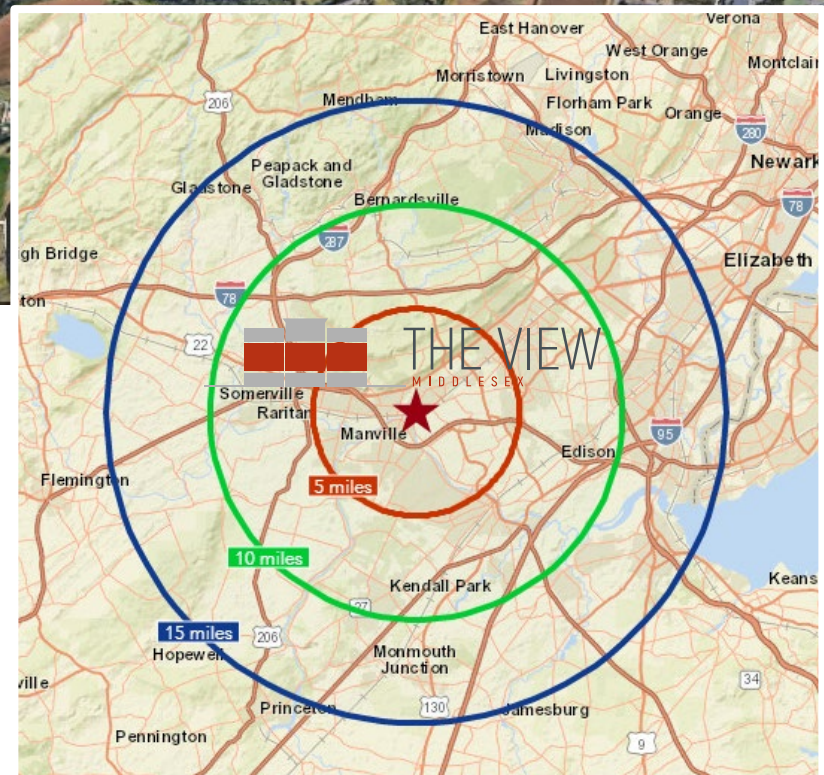 Verona
East Hanover
West Orange
Montclair
Morristown
Livingston
206
Mendham
Florham Park
Orange
Madison
280
Newark
Peapack and
Gladstone
Gladstone
Bernardsville
78
287
gh Bridge
Elizabeth
78
ton
22
THE VIEW
MIDDLESEX
Somerville
Raritan
Manville
95
Edison
Flemington
5 miles
10 miles
Kendall Park
Keans
27
15 miles
206
Hopewell
Monmouth
Junction
ville
34
Princeton
130
Jamesburg
Pennington
9